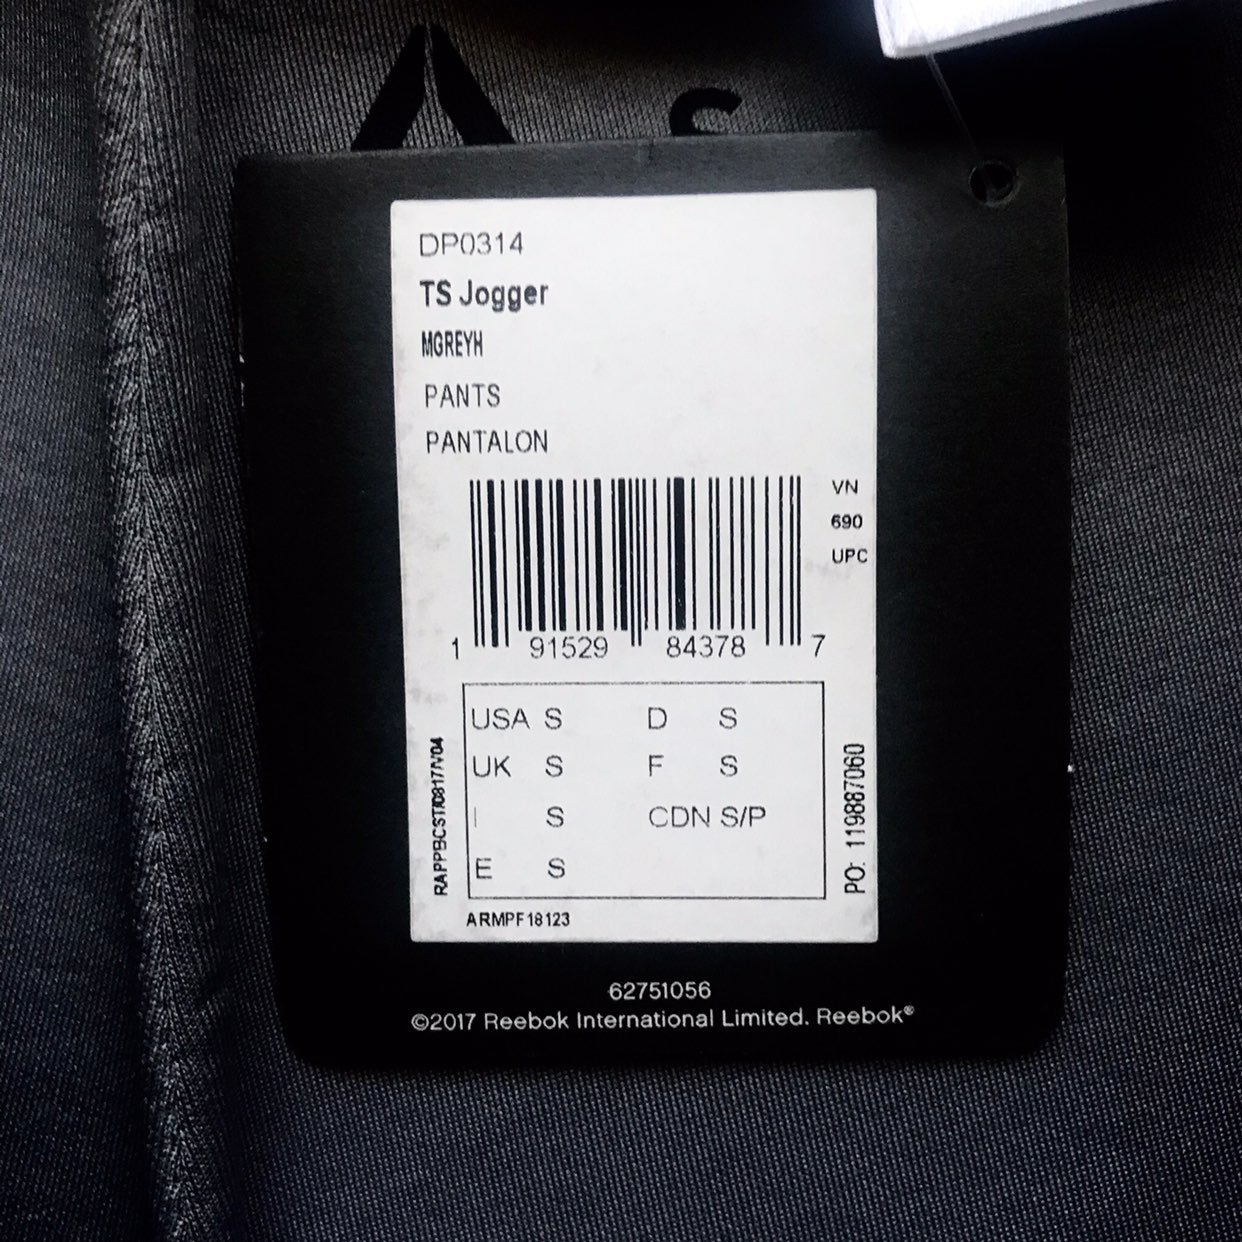 DP0314
TS Jogger
MGREYH
PANTS
PANTALON
VN
690
UPC
1 91529 84378 7
USA S D S
UK S F S
I S CDN S/P
E S
RAPPBCST/0817/V04
PO: 119887060
ARMPF18123
62751056
©2017 Reebok International Limited. Reebok®